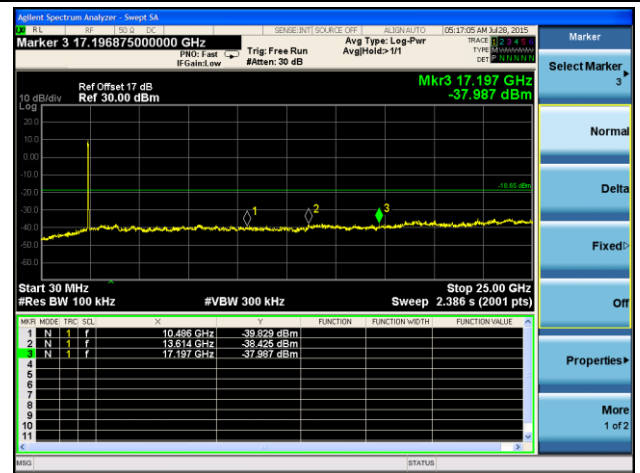 Agilent Spectrum Analyzer - Swept SA
RL RF 50 Ω DC SENSE:INT SOURCE OFF ALIGN AUTO 05:17:05 AM Jul 28, 2015
Marker 3 17.196875000000 GHz
PNO: Fast
IFGain:Low
Trig: Free Run
#Atten: 30 dB
Avg Type: Log-Pwr
Avg|Hold:> 1/1
TRACE 1 2 3 4 5 6
TYPE M
DET P N N N N N
Ref Offset 17 dB
10 dB/div Ref 30.00 dBm
Log
Mkr3 17.197 GHz
-37.987 dBm
20.0
10.0
0.00
-10.0
-20.0
-30.0
-40.0
-50.0
-60.0
-18.65 dBm
1
2
3
Start 30 MHz Stop 25.00 GHz
#Res BW 100 kHz #VBW 300 kHz Sweep 2.386 s (2001 pts)
MKR MODE TRC SCL X Y FUNCTION FUNCTION WIDTH FUNCTION VALUE
1 N 1 f 10.486 GHz -39.829 dBm
2 N 1 f 13.614 GHz -38.425 dBm
3 N 1 f 17.197 GHz -37.987 dBm
4
5
6
7
8
9
10
11
MSG STATUS
Marker
Select Marker
3
Normal
Delta
Fixed
Off
Properties
More
1 of 2